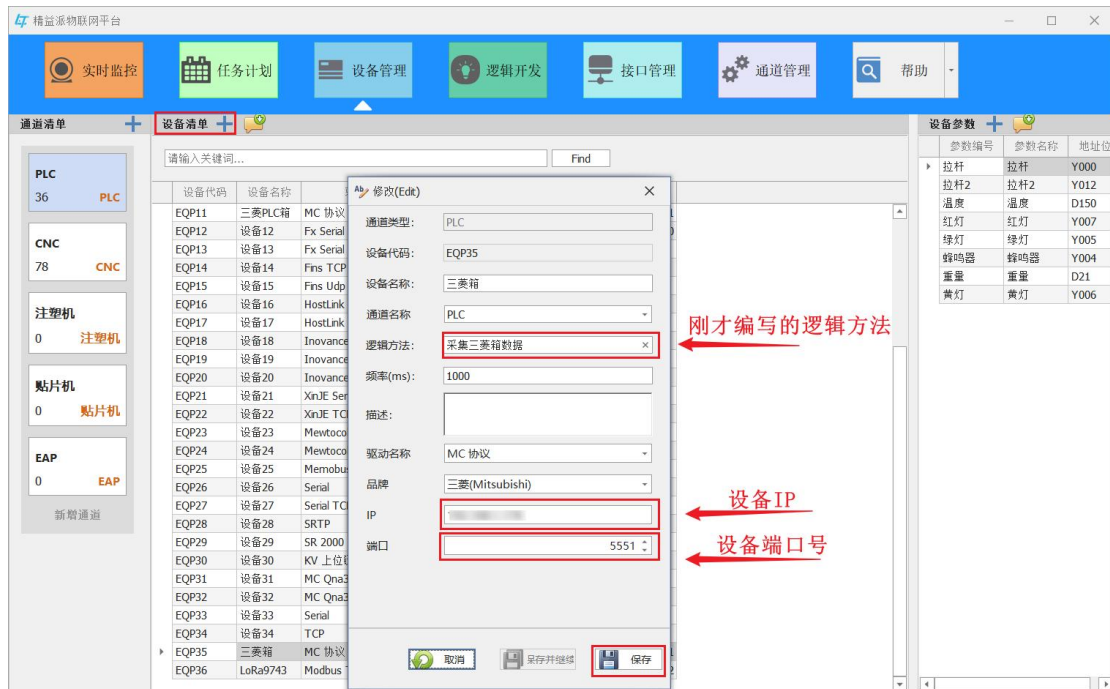 精益派物联网平台
实时监控 任务计划 设备管理 逻辑开发 接口管理 通道管理 帮助
通道清单
PLC
36 PLC
CNC
78 CNC
注塑机
0 注塑机
贴片机
0 贴片机
EAP
0 EAP
新增通道
设备清单
请输入关键词... Find
设备代码 设备名称
EQP11 三菱PLC箱 MC 协议
EQP12 设备12 Fx Serial
EQP13 设备13 Fx Serial
EQP14 设备14 Fins TCP
EQP15 设备15 Fins Udp
EQP16 设备16 HostLink
EQP17 设备17 HostLink
EQP18 设备18 Inovance
EQP19 设备19 Inovance
EQP20 设备20 Inovance
EQP21 设备21 XinJE Ser
EQP22 设备22 XinJE TC
EQP23 设备23 Mewtoco
EQP24 设备24 Mewtoco
EQP25 设备25 Memobu
EQP26 设备26 Serial
EQP27 设备27 Serial TC
EQP28 设备28 SRTP
EQP29 设备29 SR 2000
EQP30 设备30 KV 上位
EQP31 设备31 MC Qna3
EQP32 设备32 MC Qna3
EQP33 设备33 Serial
EQP34 设备34 TCP
EQP35 三菱箱 MC 协议
EQP36 LoRa9743 Modbus
修改(Edit)
通道类型: PLC
设备代码: EQP35
设备名称: 三菱箱
通道名称 PLC
逻辑方法: 采集三菱箱数据
频率(ms): 1000
描述:
驱动名称 MC 协议
品牌 三菱(Mitsubishi)
IP
端口 5551
取消 保存并继续 保存
刚才编写的逻辑方法
设备IP
设备端口号
设备参数
参数编号 参数名称 地址位
拉杆 拉杆 Y000
拉杆2 拉杆2 Y012
温度 温度 D150
红灯 红灯 Y007
绿灯 绿灯 Y005
蜂鸣器 蜂鸣器 Y004
重量 重量 D21
黄灯 黄灯 Y006